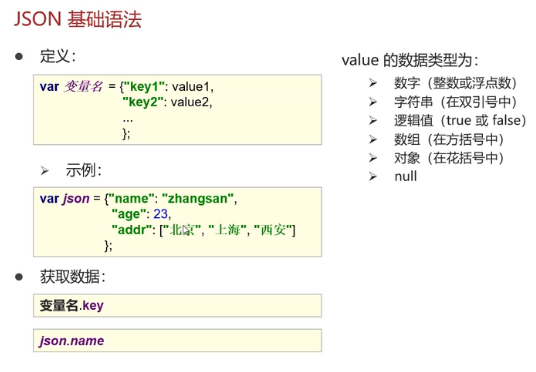 JSON 基础语法
● 定义：
var 变量名 = {"key1": value1,
"key2": value2,
...
};
➢ 示例：
var json = {"name": "zhangsan",
"age": 23,
"addr": ["北京", "上海", "西安"]
};
● 获取数据：
变量名.key
json.name
value 的数据类型为：
➢ 数字（整数或浮点数）
➢ 字符串（在双引号中）
➢ 逻辑值（true 或 false）
➢ 数组（在方括号中）
➢ 对象（在花括号中）
➢ null